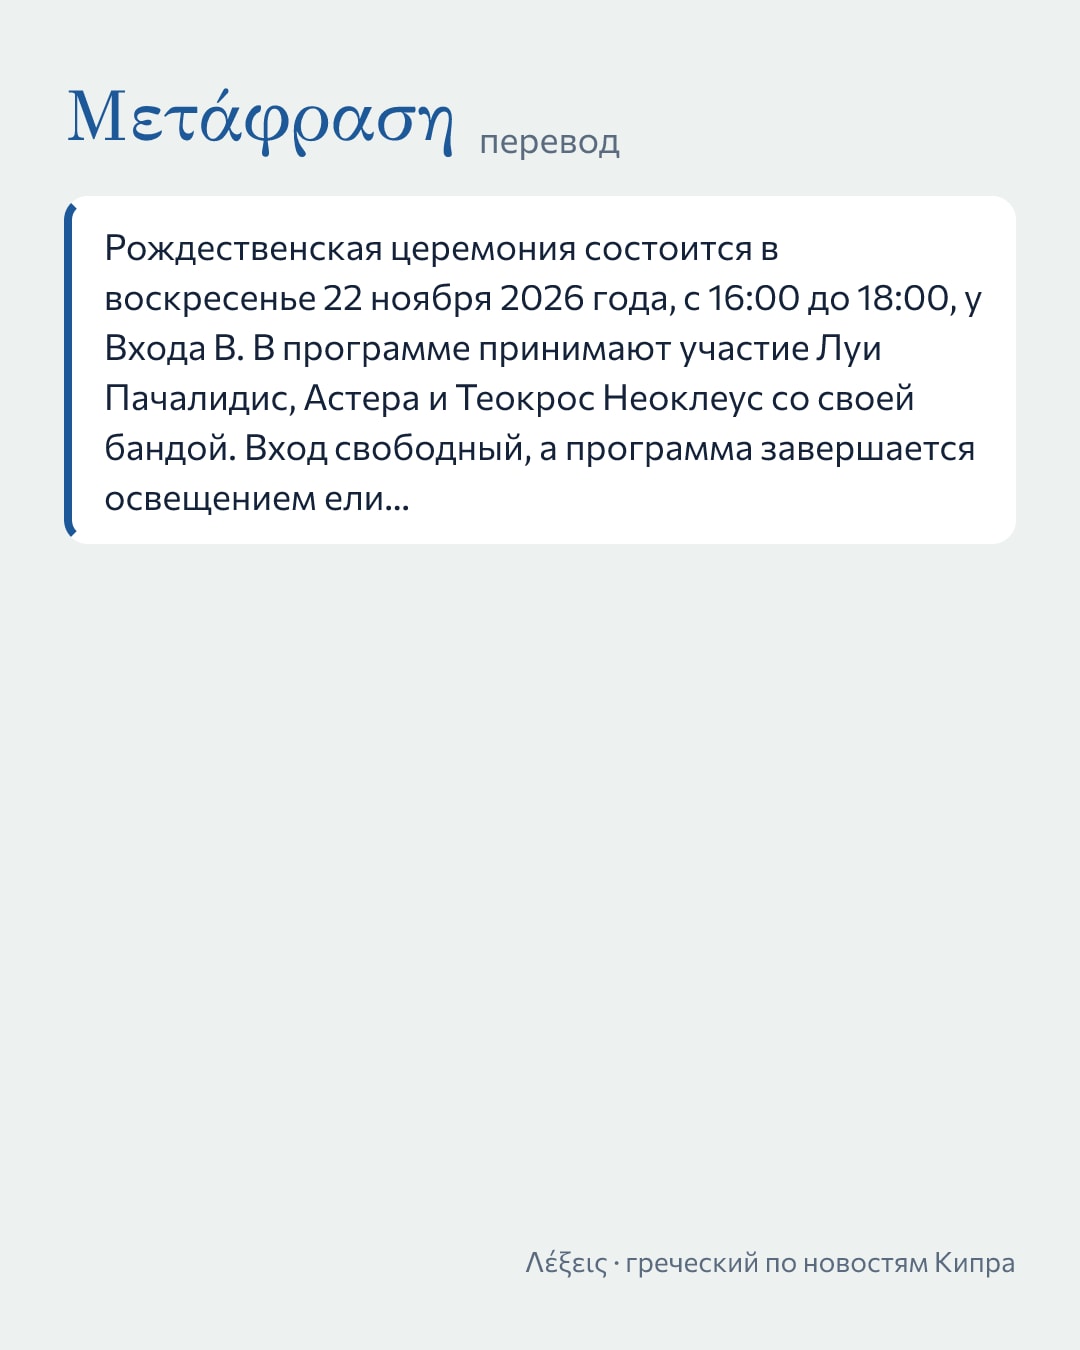 Μετάφραση перевод
Рождественская церемония состоится в
воскресенье 22 ноября 2026 года, с 16:00 до 18:00, у
Входа В. В программе принимают участие Луи
Пачалидис, Астера и Теокрос Неоклеус со своей
бандой. Вход свободный, а программа завершается
освещением ели...
Λέξεις · греческий по новостям Кипра